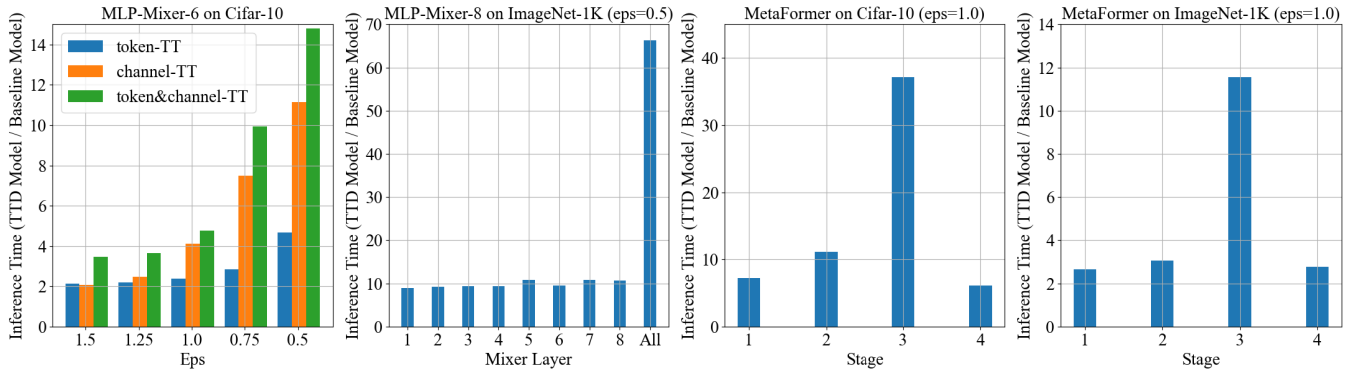 MLP-Mixer-6 on Cifar-10
Inference Time (TTD Model / Baseline Model)
14
12
10
8
6
4
2
0
token-TT
channel-TT
token&channel-TT
1.5 1.25 1.0 0.75 0.5
Eps
MLP-Mixer-8 on ImageNet-1K (eps=0.5)
Inference Time (TTD Model / Baseline Model)
70
60
50
40
30
20
10
0
1 2 3 4 5 6 7 8 All
Mixer Layer
MetaFormer on Cifar-10 (eps=1.0)
Inference Time (TTD Model / Baseline Model)
40
30
20
10
0
1 2 3 4
Stage
MetaFormer on ImageNet-1K (eps=1.0)
Inference Time (TTD Model / Baseline Model)
14
12
10
8
6
4
2
0
1 2 3 4
Stage